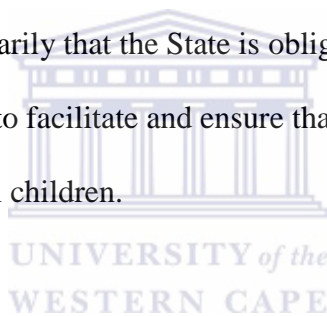 arily that the State is oblig
to facilitate and ensure tha
children.
UNIVERSITY of the
WESTERN CAPE